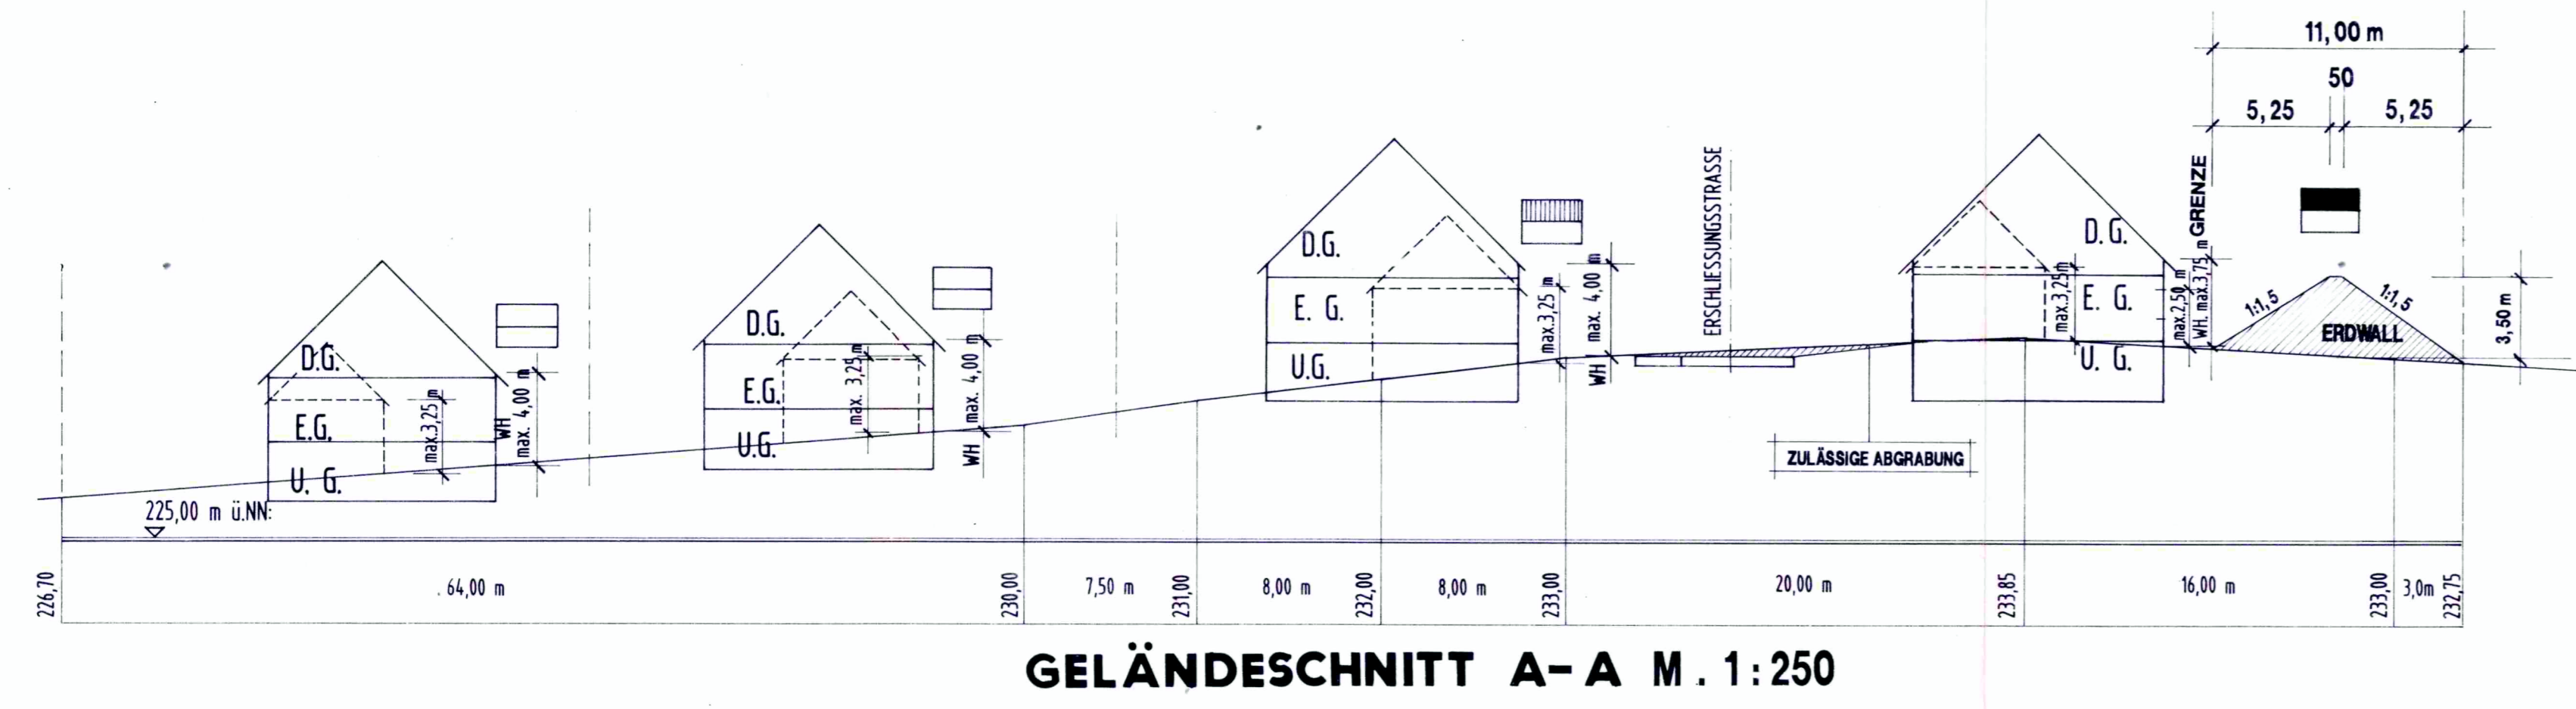 11,00 m
50
5,25
5,25
ERSCHLIESSUNGSSTRASSE
GRENZE
D.G.
E.G.
U. G.
max.3,25 m
WH max. 4,00 m
D.G.
E.G.
U.G.
max. 3,25 m
WH max. 4,00 m
D.G.
E. G.
U.G.
max.3,25 m
WH max. 4,00 m
D.G.
E. G.
U. G.
max.3,25m
max.2,50 m
WH. max.3,75 m
1:1,5
1:1,5
ERDWALL
3,50 m
ZULÄSSIGE ABGRABUNG
225,00 m ü.NN:
226,70
64,00 m
230,00
7,50 m
231,00
8,00 m
232,00
8,00 m
233,00
20,00 m
233,85
16,00 m
233,00
3,0m
232,75
GELÄNDESCHNITT A-A M. 1:250